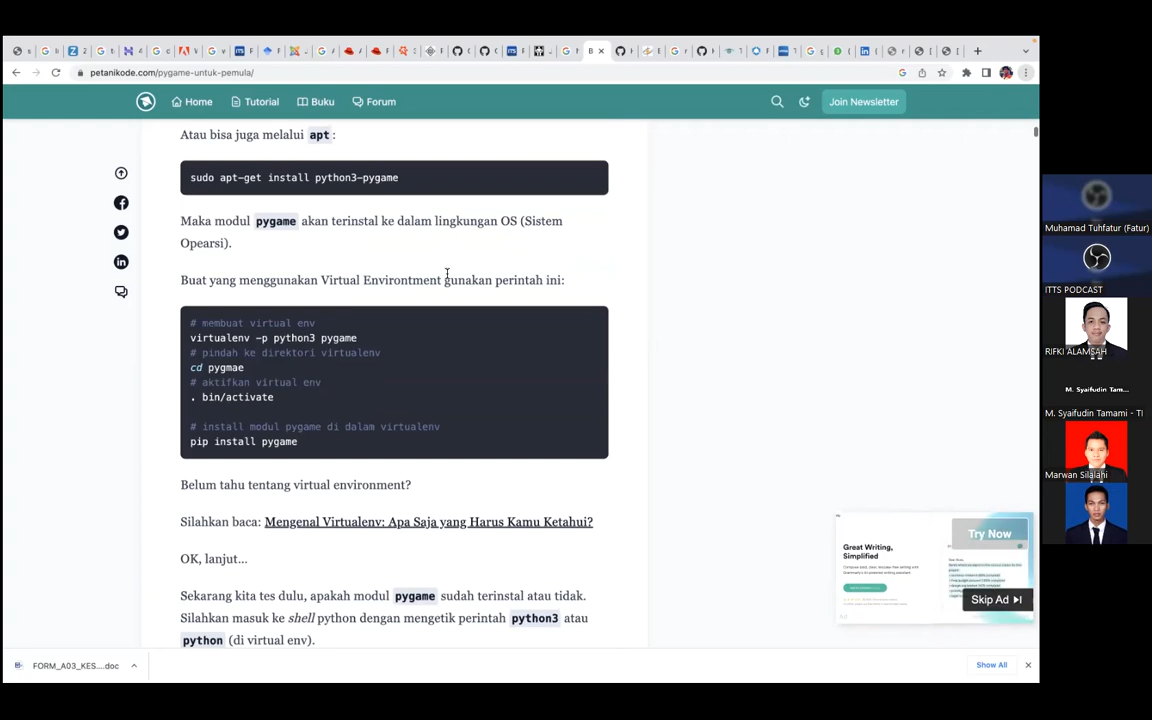 petanikode.com/pygame-untuk-pemula/
Home
Tutorial
Buku
Forum
Join Newsletter
Atau bisa juga melalui apt:
sudo apt-get install python3-pygame
Maka modul pygame akan terinstal ke dalam lingkungan OS (Sistem
Opearsi).
Buat yang menggunakan Virtual Environtment gunakan perintah ini:
# membuat virtual env
virtualenv -p python3 pygame
# pindah ke direktori virtualenv
cd pygmae
# aktifkan virtual env
. bin/activate
# install modul pygame di dalam virtualenv
pip install pygame
Belum tahu tentang virtual environment?
Silahkan baca: Mengenal Virtualenv: Apa Saja yang Harus Kamu Ketahui?
OK, lanjut...
Sekarang kita tes dulu, apakah modul pygame sudah terinstal atau tidak.
Silahkan masuk ke shell python dengan mengetik perintah python3 atau
python (di virtual env).
Great Writing,
Simplified
Try Now
Skip Ad
FORM_A03_KES....doc
Show All
Muhamad Tuhfatur (Fatur)
ITTS PODCAST
RIFKI ALAMSAH
M. Syaifudin Tam...
M. Syaifudin Tamami - TI
Marwan Silalahi